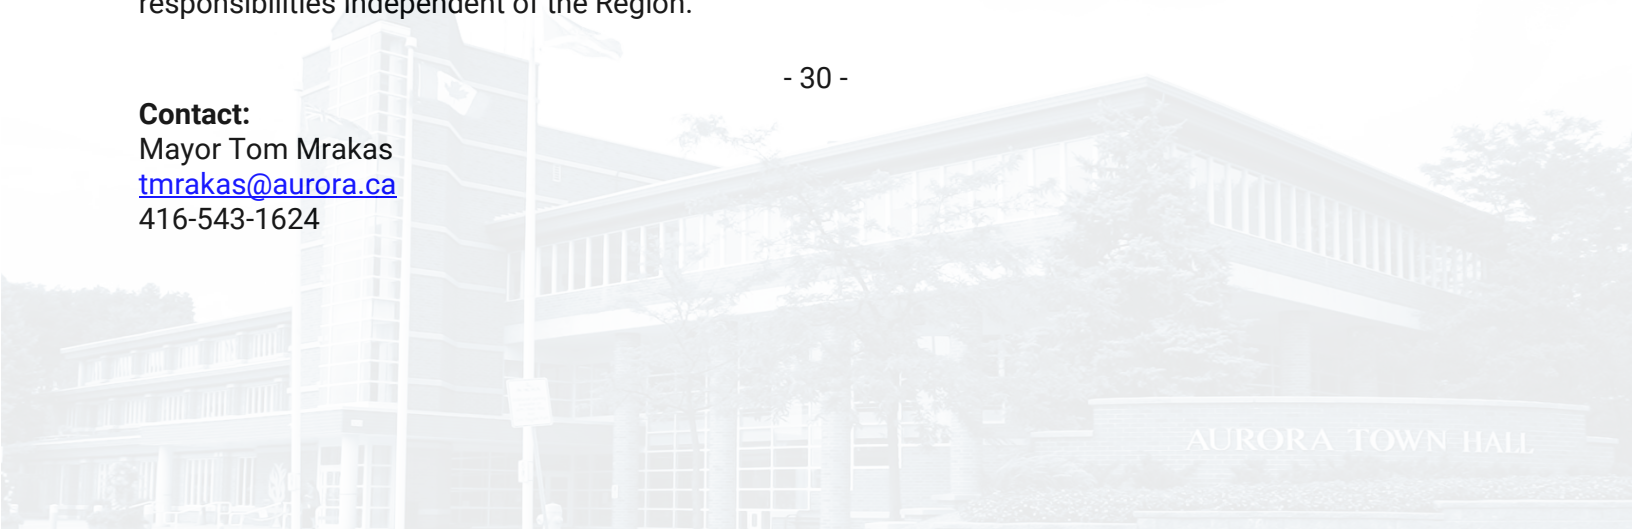 responsibilities independent of the Region.
- 30 -
Contact:
Mayor Tom Mrakas
tmrakas@aurora.ca
416-543-1624
AURORA TOWN HALL